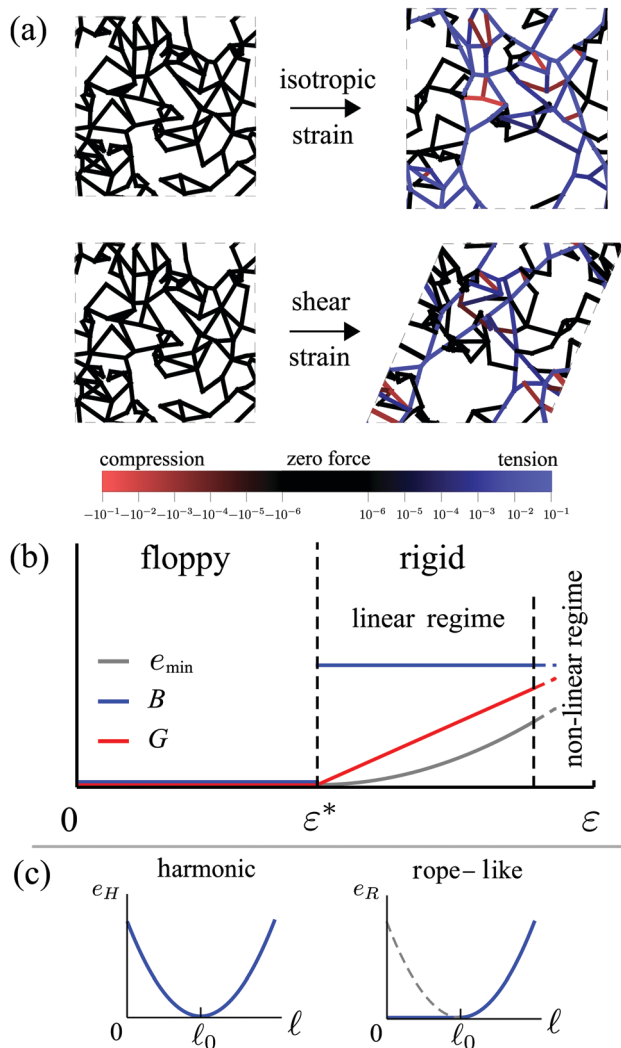 (a)
isotropic
strain
shear
strain
compression zero force tension
−10⁻¹ −10⁻² −10⁻³ −10⁻⁴ −10⁻⁵ −10⁻⁶ 10⁻⁶ 10⁻⁵ 10⁻⁴ 10⁻³ 10⁻² 10⁻¹
(b)
floppy rigid
linear regime
non-linear regime
e_min
B
G
0 ε* ε
(c)
harmonic rope-like
e_H e_R
0 ℓ₀ ℓ 0 ℓ₀ ℓ